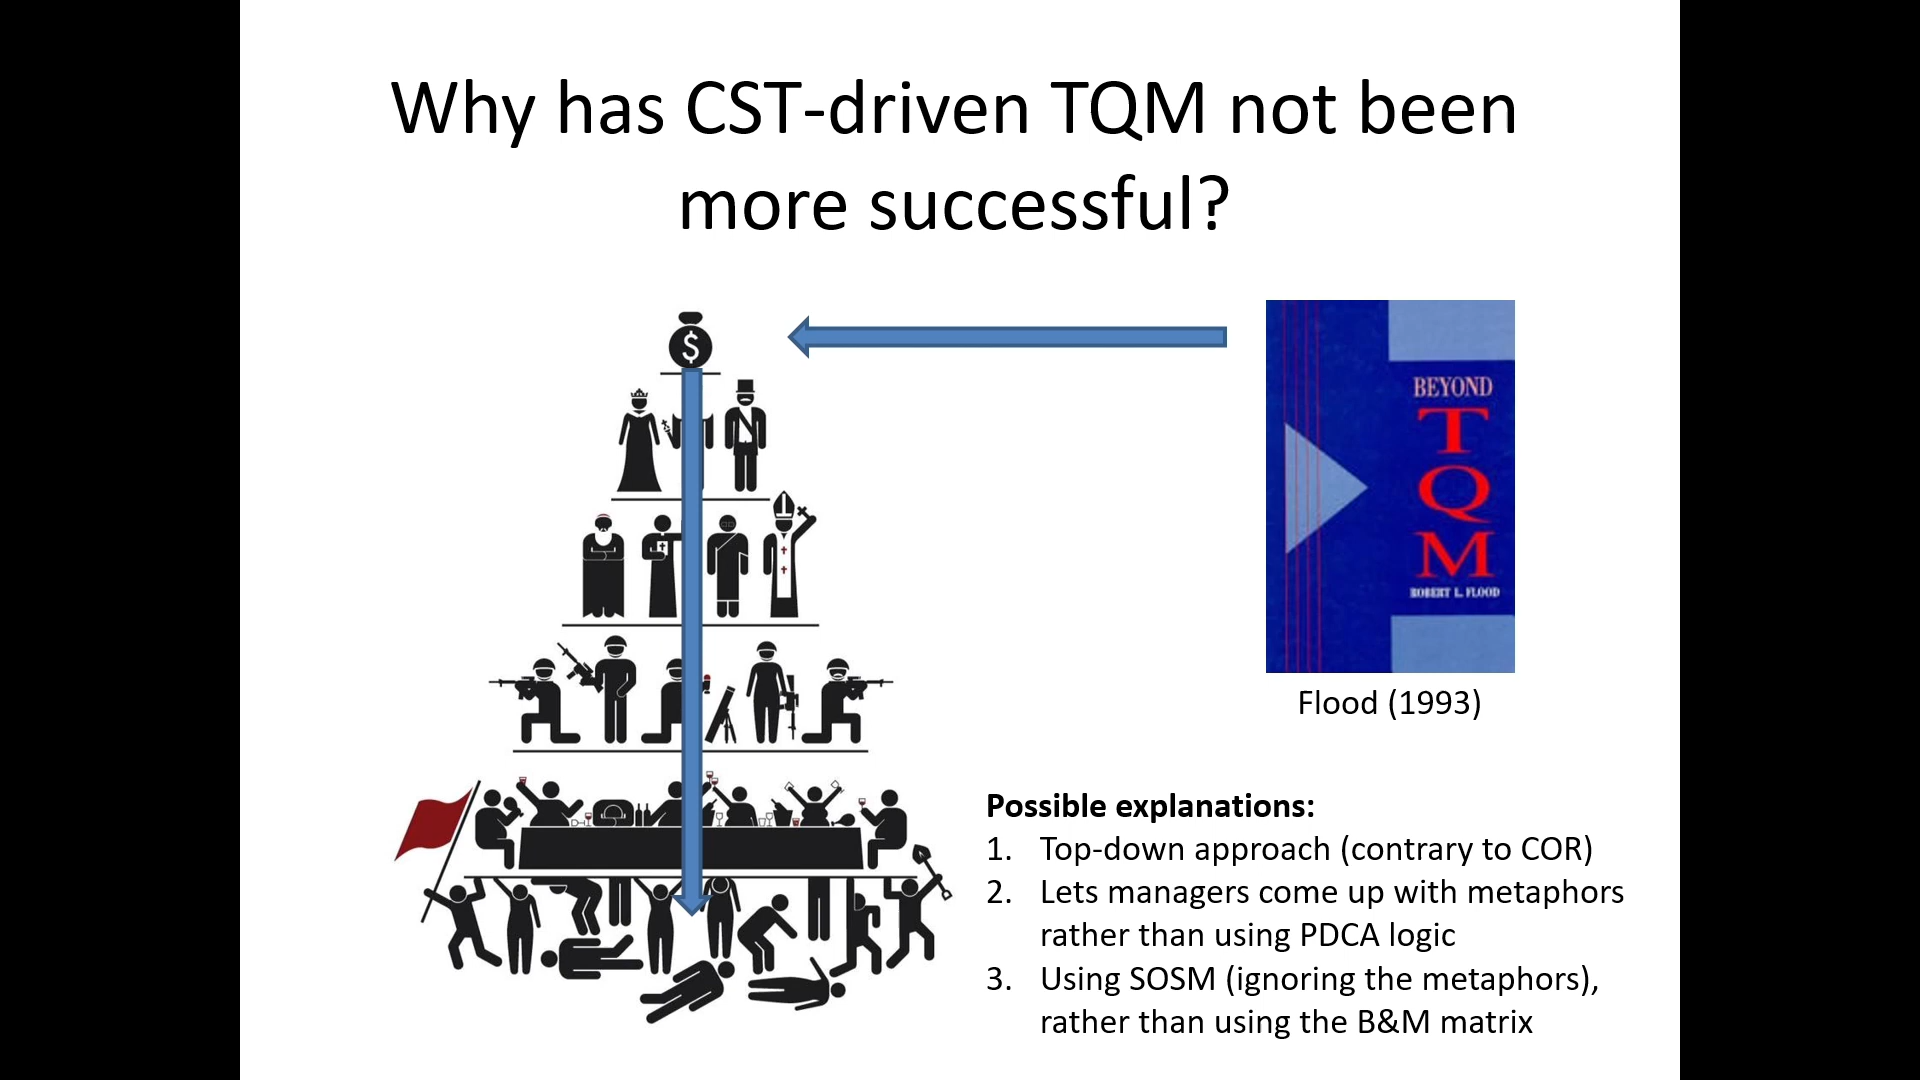 Why has CST-driven TQM not been
more successful?
$
BEYOND
T
Q
M
ROBERT L. FLOOD
Flood (1993)
Possible explanations:
1. Top-down approach (contrary to COR)
2. Lets managers come up with metaphors
rather than using PDCA logic
3. Using SOSM (ignoring the metaphors),
rather than using the B&M matrix